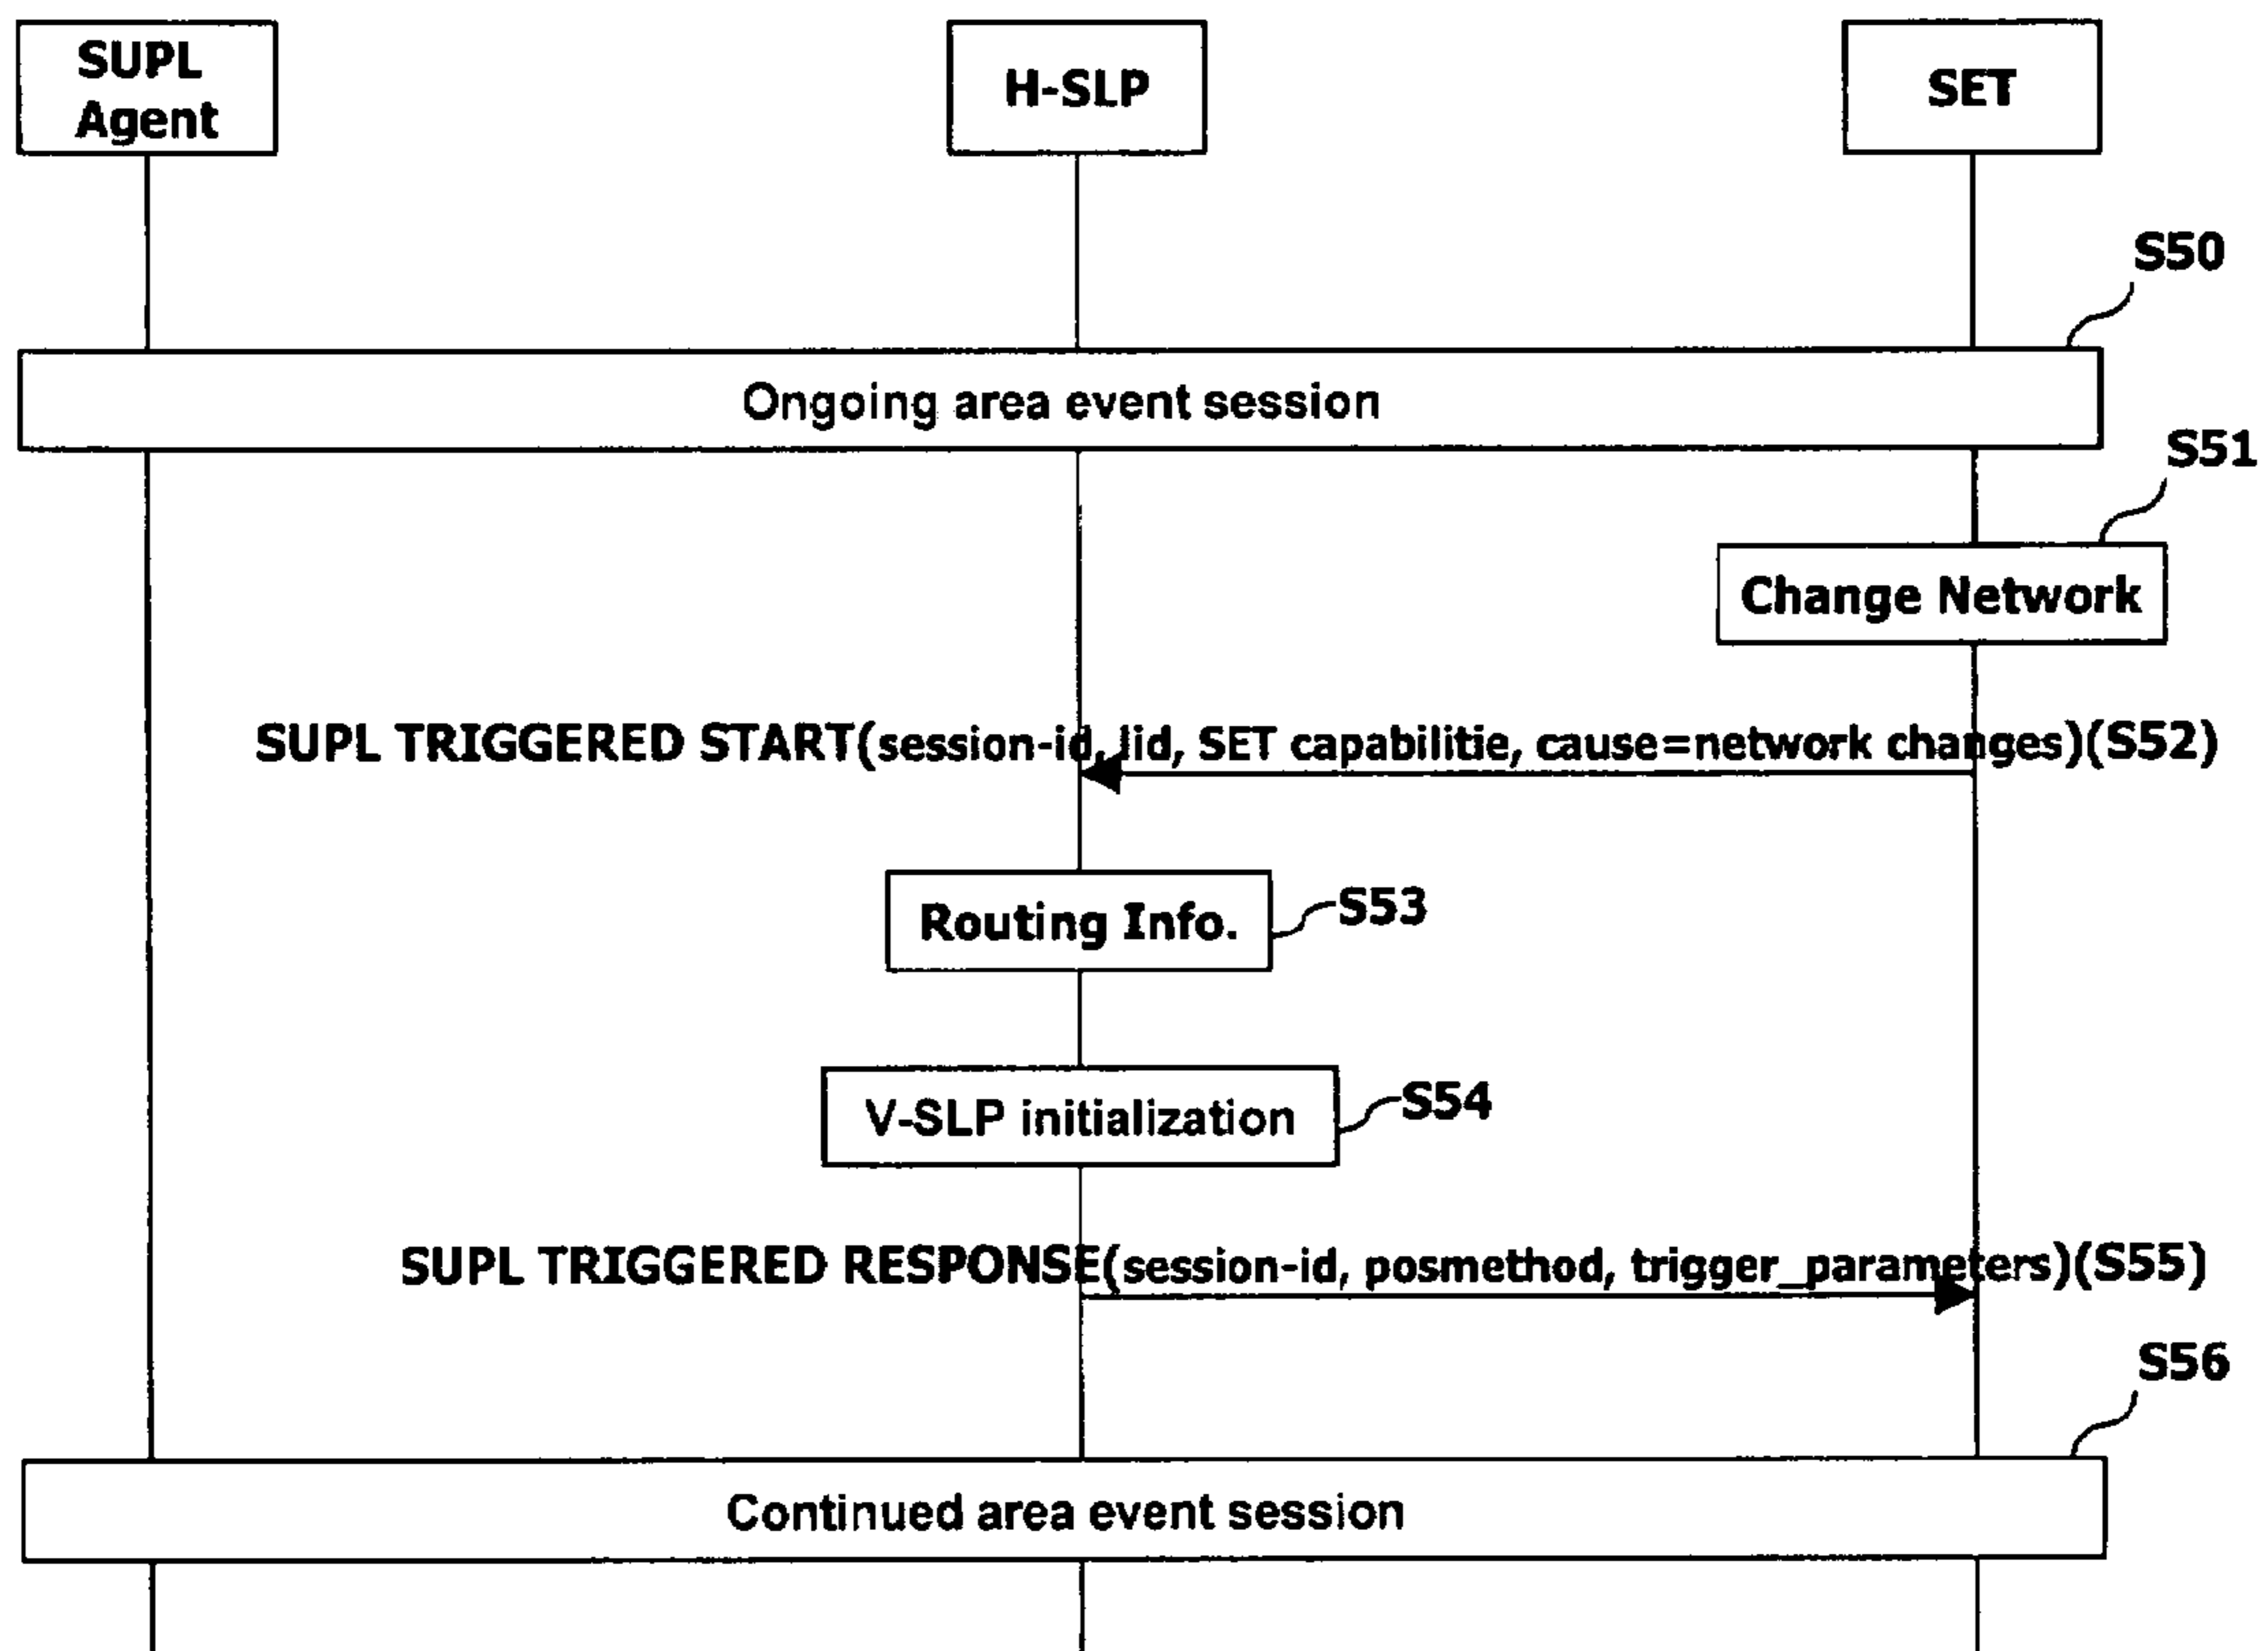 SUPL
Agent
H-SLP
SET
S50
Ongoing area event session
S51
Change Network
SUPL TRIGGERED START(session-id, lid, SET capabilitie, cause=network changes)(S52)
Routing Info.
S53
V-SLP initialization
S54
SUPL TRIGGERED RESPONSE(session-id, posmethod, trigger_parameters)(S55)
S56
Continued area event session